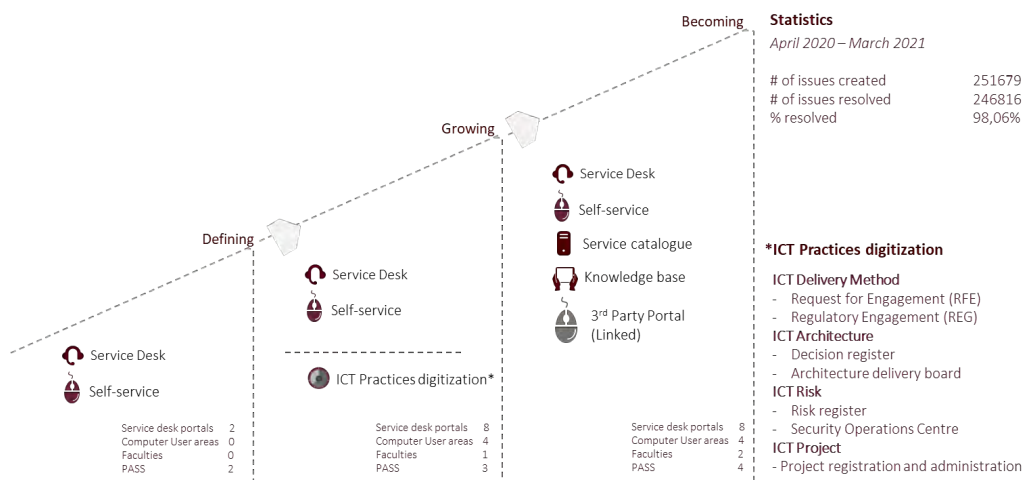 Becoming
Statistics
April 2020 – March 2021
# of issues created 251679
# of issues resolved 246816
% resolved 98,06%
Growing
Service Desk
Self-service
Service catalogue
Knowledge base
3rd Party Portal
(Linked)
Defining
Service Desk
Self-service
ICT Practices digitization*
Service Desk
Self-service
Service desk portals 2
Computer User areas 0
Faculties 0
PASS 2
Service desk portals 8
Computer User areas 4
Faculties 1
PASS 3
Service desk portals 8
Computer User areas 4
Faculties 2
PASS 4
*ICT Practices digitization
ICT Delivery Method
- Request for Engagement (RFE)
- Regulatory Engagement (REG)
ICT Architecture
- Decision register
- Architecture delivery board
ICT Risk
- Risk register
- Security Operations Centre
ICT Project
- Project registration and administration